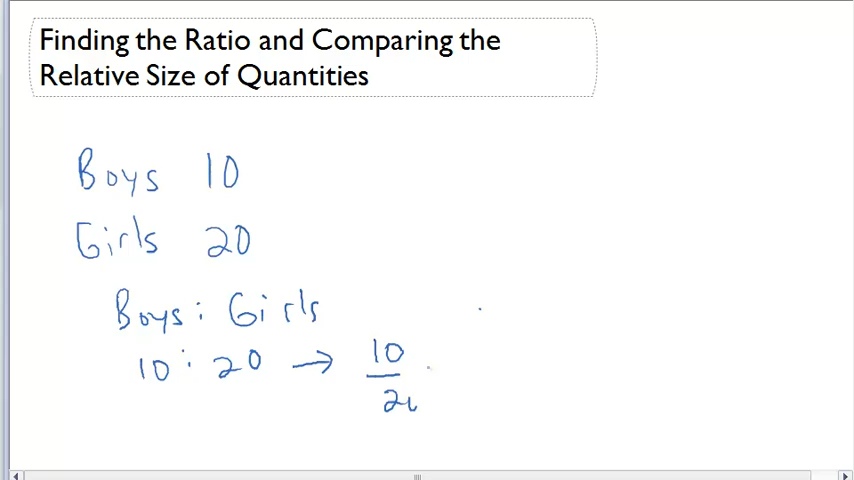 Finding the Ratio and Comparing the
Relative Size of Quantities
Boys 10
Girls 20
Boys : Girls
10 : 20 → 10